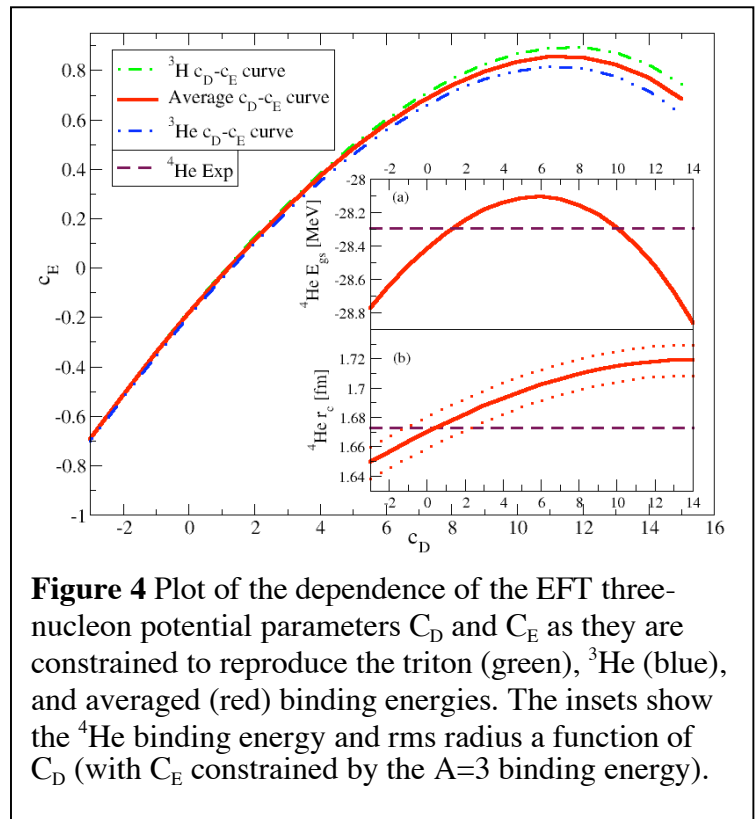 ³H c_D-c_E curve
Average c_D-c_E curve
³He c_D-c_E curve
⁴He Exp
0.8
0.6
0.4
0.2
0
-0.2
-0.4
-0.6
-0.8
-1
c_E
-2 0 2 4 6 8 10 12 14 16
c_D
-2 0 2 4 6 8 10 12 14
(a)
-28
-28.2
-28.4
-28.6
-28.8
⁴He E_gs [MeV]
(b)
1.72
1.7
1.68
1.66
1.64
⁴He r_c [fm]
-2 0 2 4 6 8 10 12 14
Figure 4 Plot of the dependence of the EFT three-
nucleon potential parameters C_D and C_E as they are
constrained to reproduce the triton (green), ³He (blue),
and averaged (red) binding energies. The insets show
the ⁴He binding energy and rms radius a function of
C_D (with C_E constrained by the A=3 binding energy).